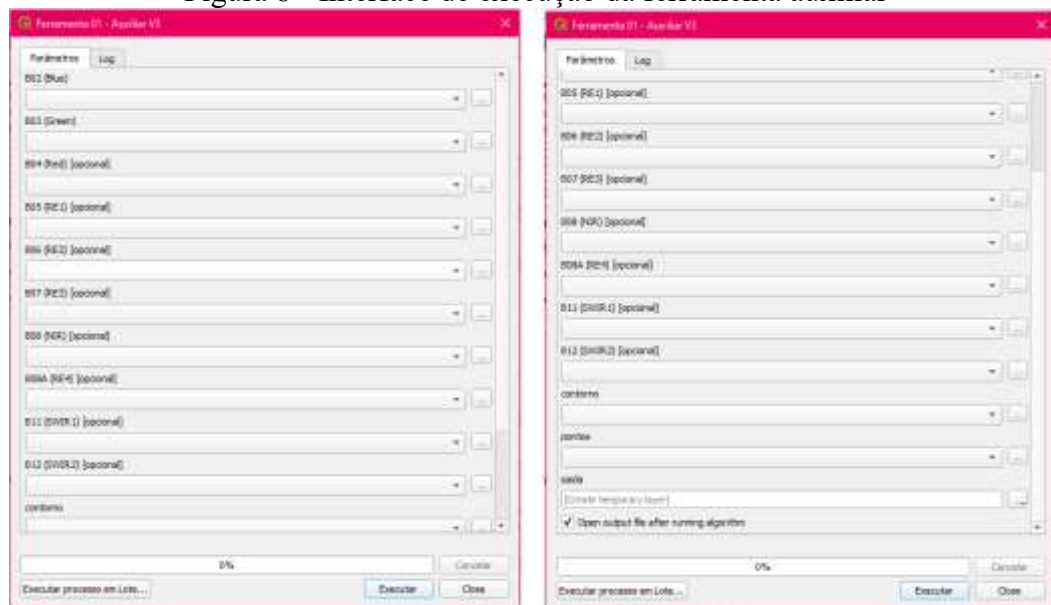 Figura 6 - Interface de execução da ferramenta auxiliar
Ferramenta 01 - Auxiliar V3
Parâmetros Log
B02 (Blue)
B03 (Green)
B04 (Red) [opcional]
B05 (RE1) [opcional]
B06 (RE2) [opcional]
B07 (RE3) [opcional]
B08 (NIR) [opcional]
B08A (RE4) [opcional]
B11 (SWIR1) [opcional]
B12 (SWIR2) [opcional]
contorno
0% Cancelar
Executar processo em Lote... Executar Close
Ferramenta 01 - Auxiliar V3
Parâmetros Log
B05 (RE1) [opcional]
B06 (RE2) [opcional]
B07 (RE3) [opcional]
B08 (NIR) [opcional]
B08A (RE4) [opcional]
B11 (SWIR1) [opcional]
B12 (SWIR2) [opcional]
contorno
pontos
saida
[Create temporary layer]
Open output file after running algorithm
0% Cancelar
Executar processo em Lote... Executar Close